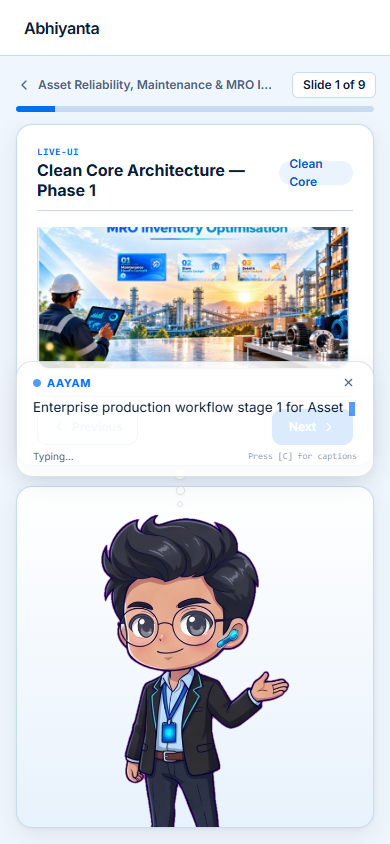 Abhiyanta
Asset Reliability, Maintenance & MRO I...
Slide 1 of 9
LIVE-UI
Clean Core Architecture —
Phase 1
Clean
Core
MRO Inventory Optimisation
01
02
03
AAYAM
Enterprise production workflow stage 1 for Asset
Previous
Next
Typing...
Press [C] for captions